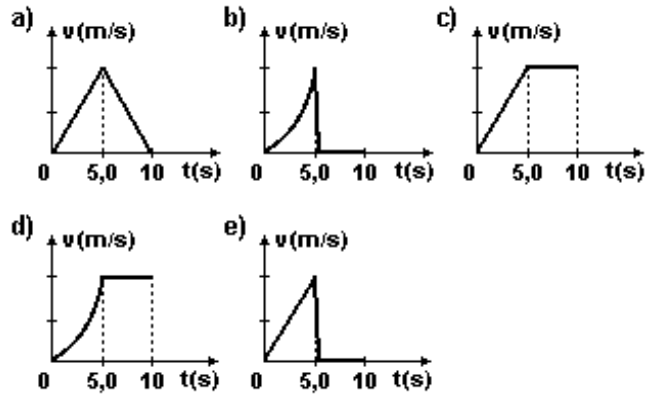 a) v(m/s)
0 5,0 10 t(s)
b) v(m/s)
0 5,0 10 t(s)
c) v(m/s)
0 5,0 10 t(s)
d) v(m/s)
0 5,0 10 t(s)
e) v(m/s)
0 5,0 10 t(s)